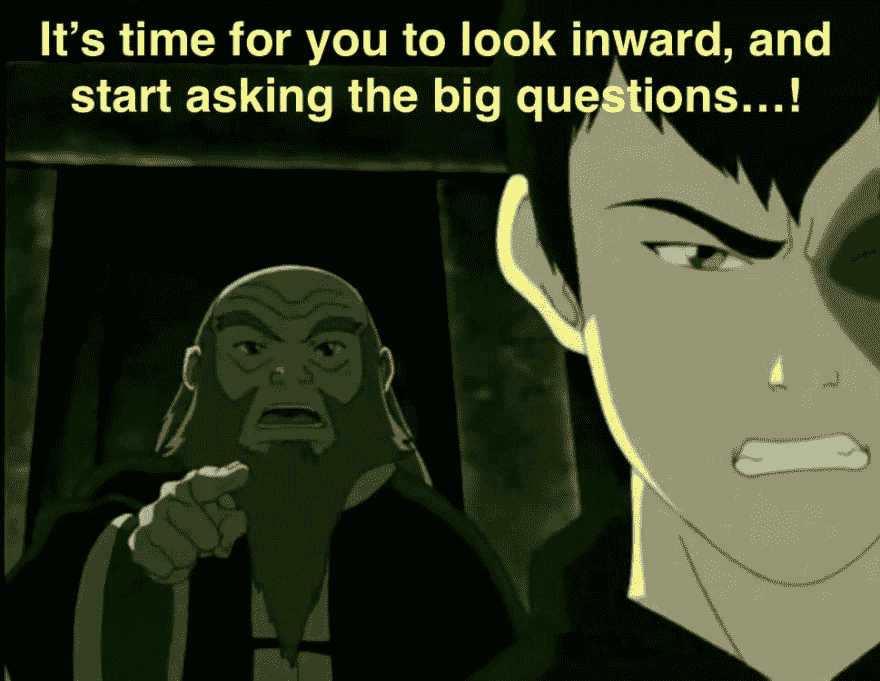 It’s time for you to look inward, and
start asking the big questions…!